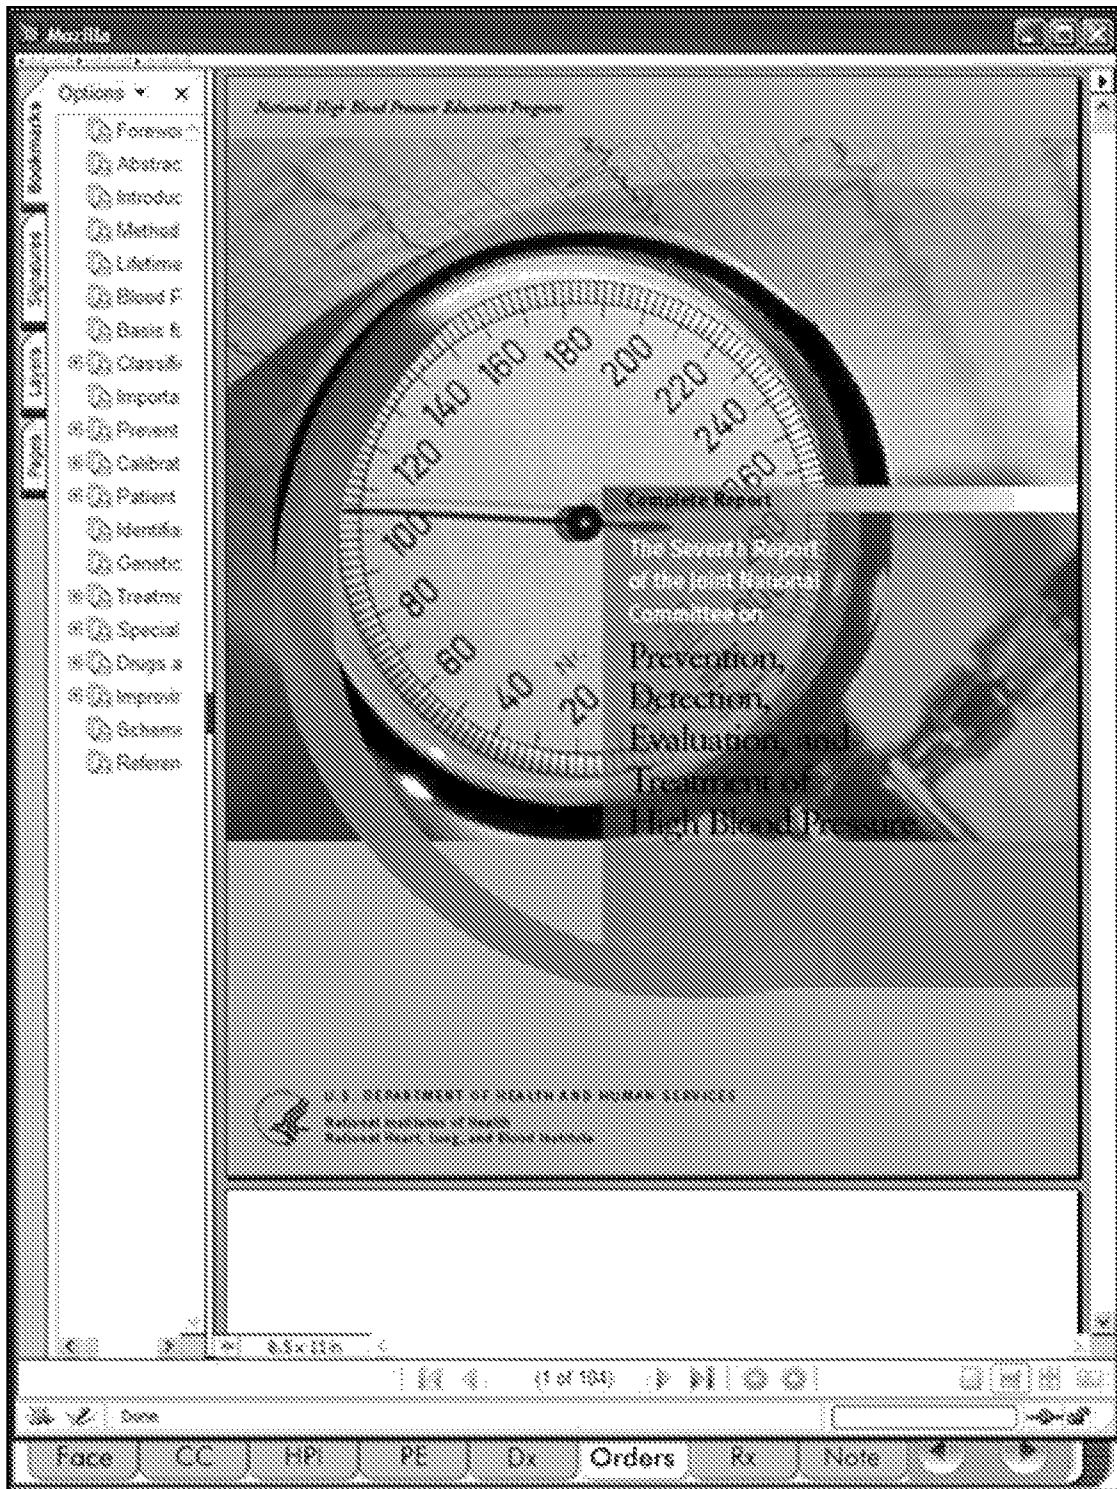 Mozilla
Options
Bookmarks
Signatures
Layers
Pages
Forewor
Abstrac
Introduc
Method
Lifetime
Blood P
Basis f
Classifi
Importa
Prevent
Calibrat
Patient
Identifia
Genetic
Treatme
Special
Drugs a
Improvi
Scheme
Referen
National High Blood Pressure Education Program
20
40
60
80
100
120
140
160
180
200
220
240
260
Complete Report
The Seventh Report
of the Joint National
Committee on
Prevention,
Detection,
Evaluation, and
Treatment of
High Blood Pressure
U.S. DEPARTMENT OF HEALTH AND HUMAN SERVICES
National Institutes of Health
National Heart, Lung, and Blood Institute
8.5 x 11 in
(1 of 104)
Done
Face
CC
HPI
PE
Dx
Orders
Rx
Note